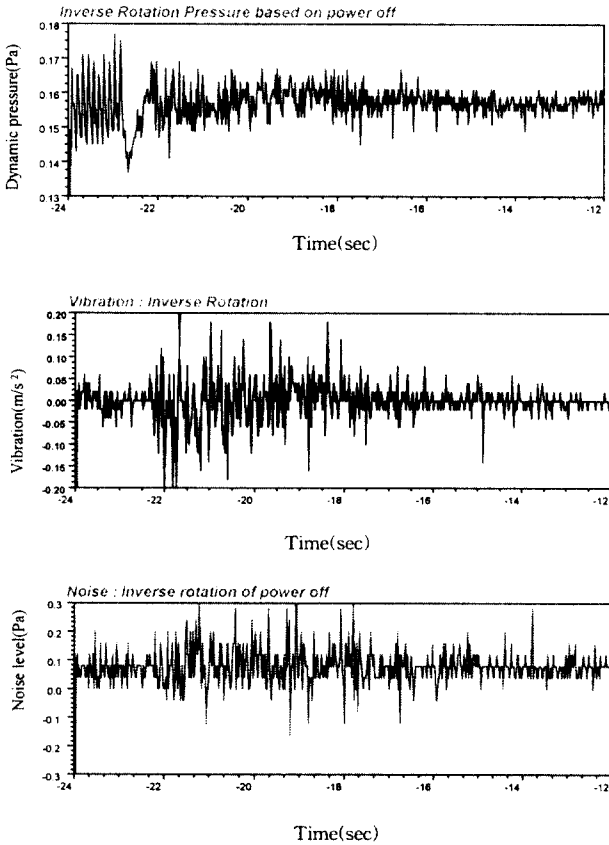 Inverse Rotation Pressure based on power off
Dynamic pressure(Pa)
0.18
0.17
0.16
0.15
0.14
0.13
-24 -22 -20 -18 -16 -14 -12
Time(sec)
Vibration : Inverse Rotation
Vibration(m/s²)
0.20
0.15
0.10
0.05
0.00
-0.05
-0.10
-0.15
-0.20
-24 -22 -20 -18 -16 -14 -12
Time(sec)
Noise : Inverse rotation of power off
Noise level(Pa)
0.3
0.2
0.1
0.0
-0.1
-0.2
-0.3
-24 -22 -20 -18 -16 -14 -12
Time(sec)